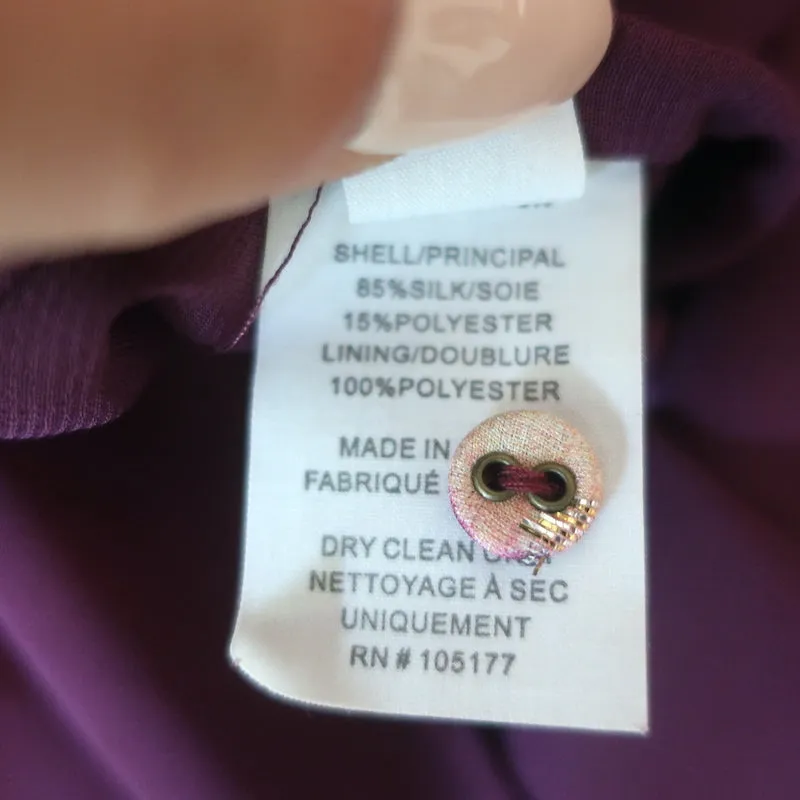 SHELL/PRINCIPAL
85%SILK/SOIE
15%POLYESTER
LINING/DOUBLURE
100%POLYESTER
MADE IN
FABRIQUÉ
DRY CLEAN
NETTOYAGE À SEC
UNIQUEMENT
RN # 105177